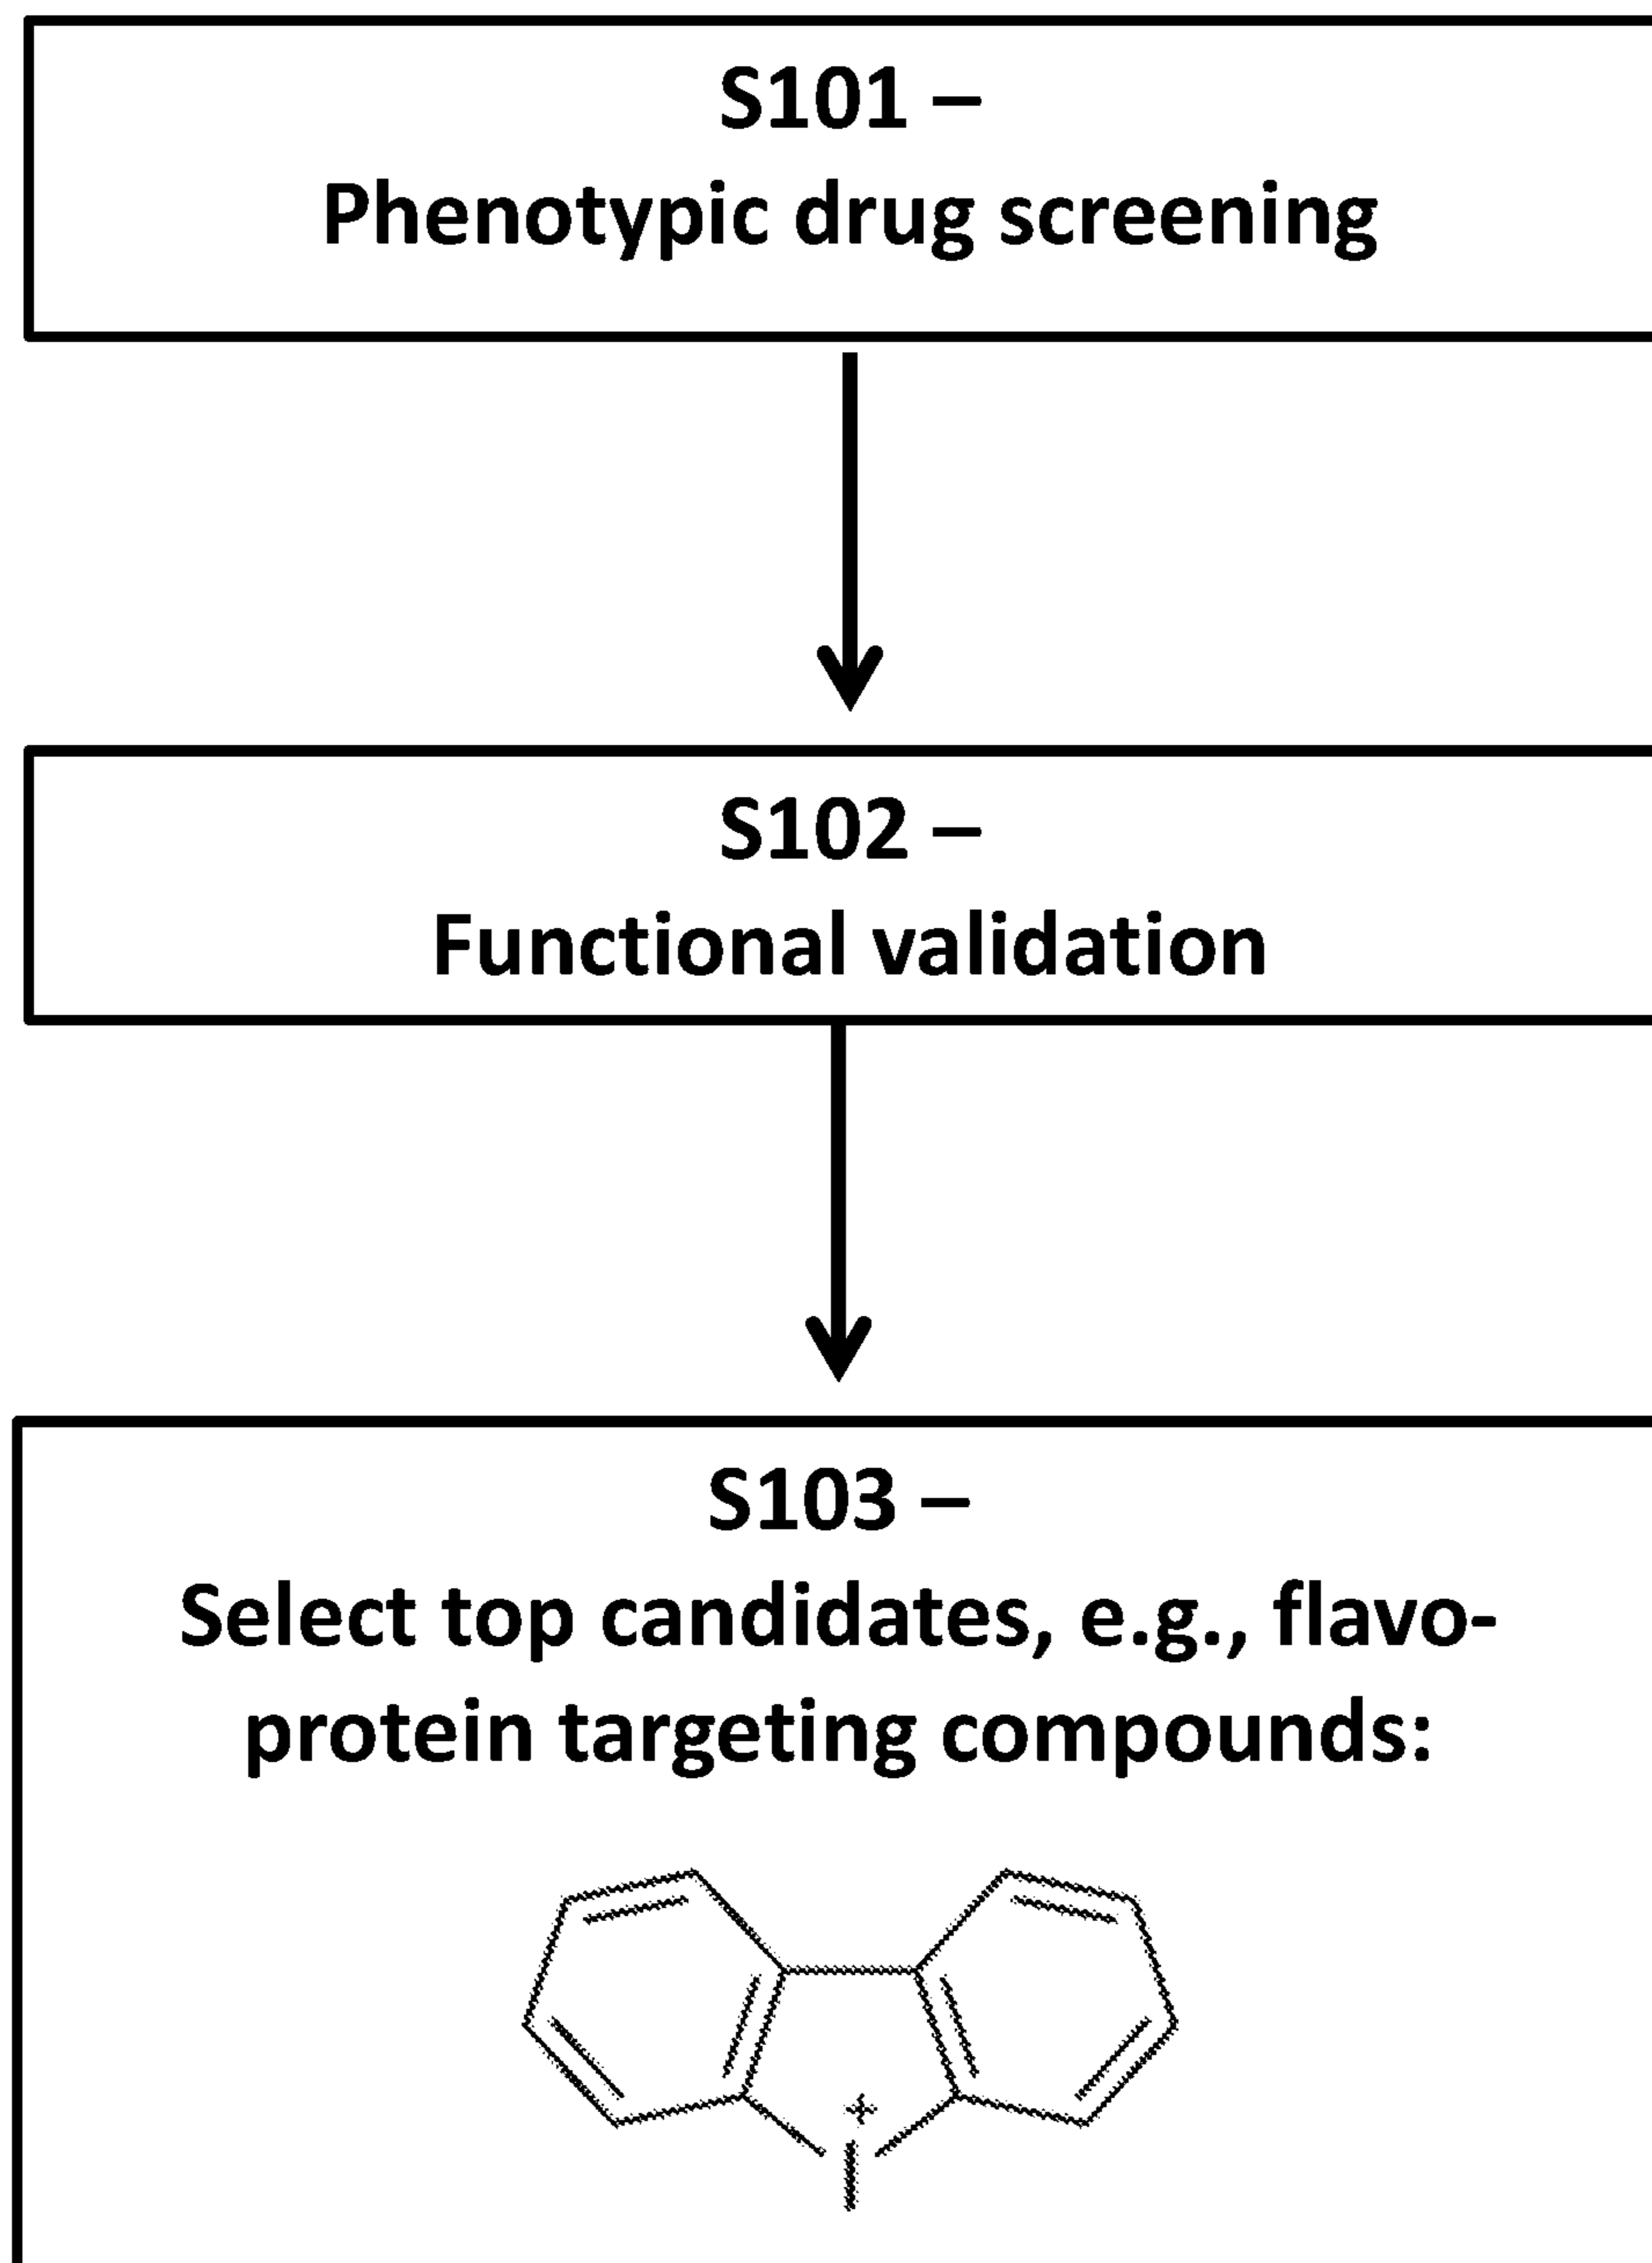 S101 –
Phenotypic drug screening
S102 –
Functional validation
S103 –
Select top candidates, e.g., flavo-
protein targeting compounds:
I
+